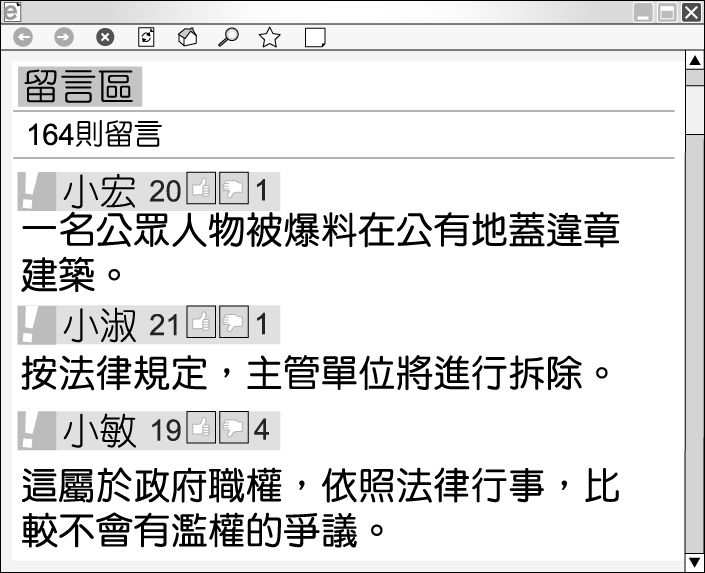 留言區
164則留言
小宏 20 1
一名公眾人物被爆料在公有地蓋違章
建築。
小淑 21 1
按法律規定，主管單位將進行拆除。
小敏 19 4
這屬於政府職權，依照法律行事，比
較不會有濫權的爭議。